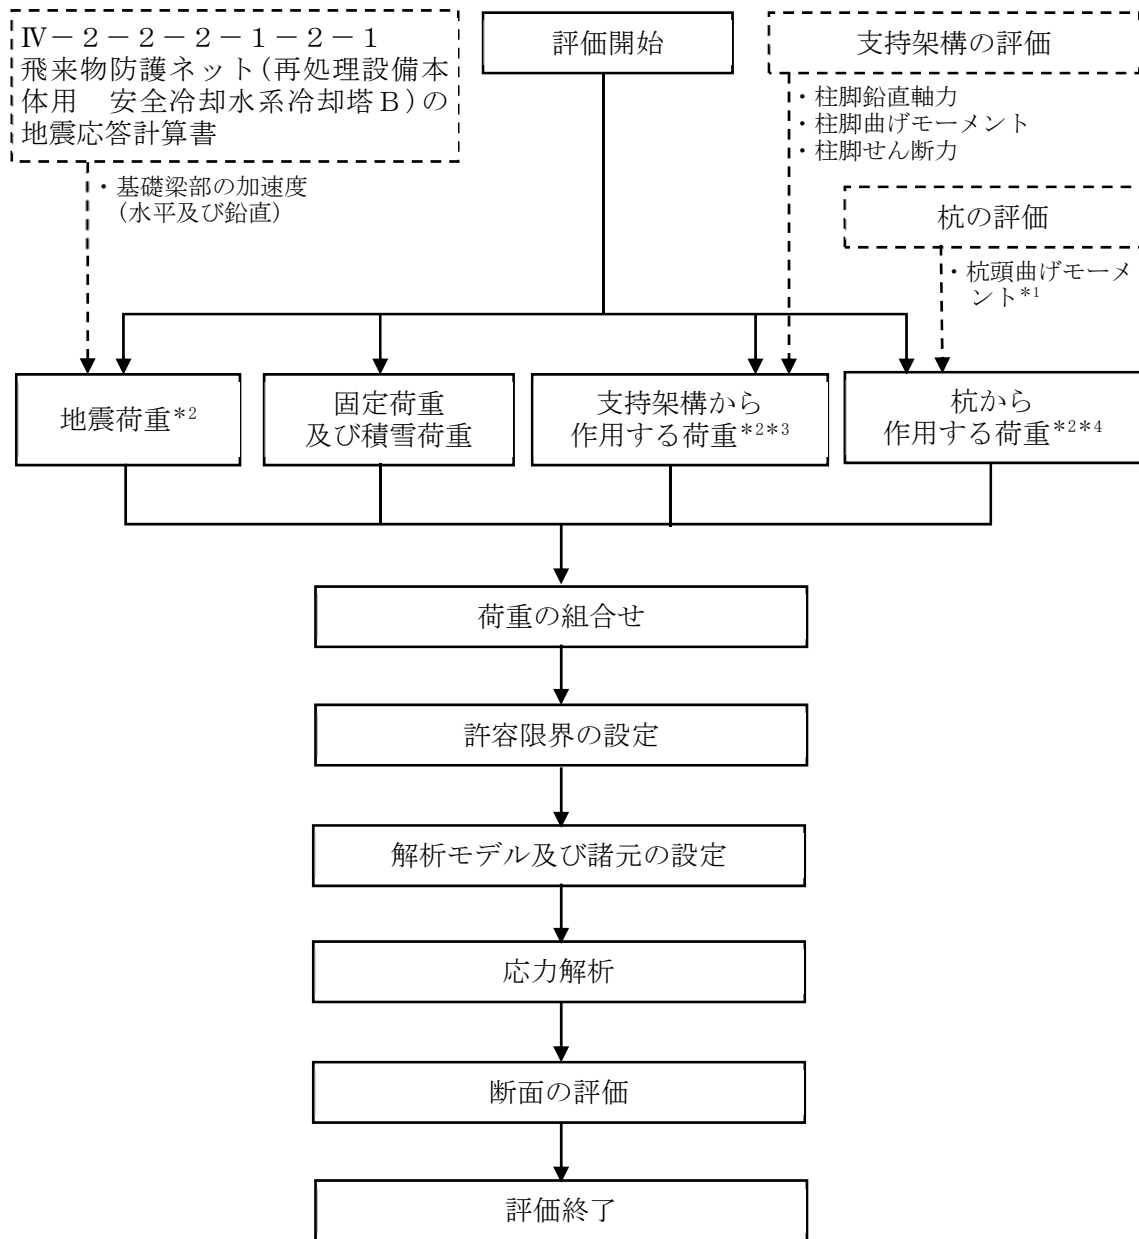 Ⅳ－２－２－２－１－２－１
飛来物防護ネット(再処理設備本
体用　安全冷却水系冷却塔Ｂ)の
地震応答計算書
評価開始
支持架構の評価
・柱脚鉛直軸力
・柱脚曲げモーメント
・柱脚せん断力
・基礎梁部の加速度
(水平及び鉛直)
杭の評価
・杭頭曲げモーメ
ント*1
地震荷重*2
固定荷重
及び積雪荷重
支持架構から
作用する荷重*2*3
杭から
作用する荷重*2*4
荷重の組合せ
許容限界の設定
解析モデル及び諸元の設定
応力解析
断面の評価
評価終了